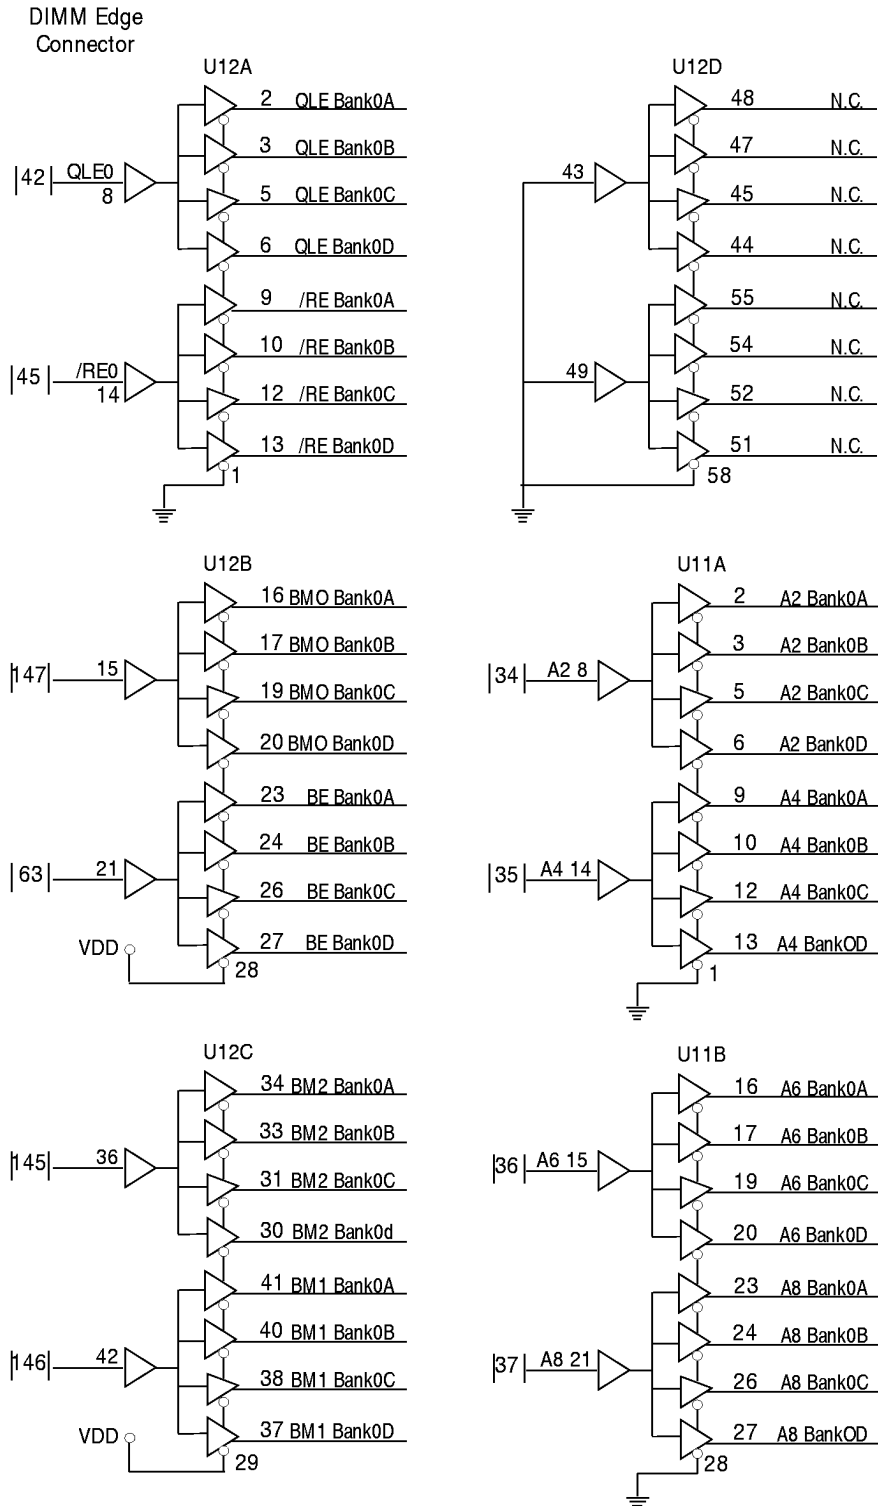 DIMM Edge
Connector
U12A
2 QLE Bank0A
3 QLE Bank0B
|42| QLE0
8
5 QLE Bank0C
6 QLE Bank0D
9 /RE Bank0A
10 /RE Bank0B
|45| /RE0
14
12 /RE Bank0C
13 /RE Bank0D
1
U12D
48 N.C.
47 N.C.
43
45 N.C.
44 N.C.
55 N.C.
54 N.C.
49
52 N.C.
51 N.C.
58
U12B
16 BMO Bank0A
17 BMO Bank0B
|147| 15
19 BMO Bank0C
20 BMO Bank0D
23 BE Bank0A
24 BE Bank0B
|63| 21
26 BE Bank0C
27 BE Bank0D
VDD
28
U11A
2 A2 Bank0A
3 A2 Bank0B
|34| A2 8
5 A2 Bank0C
6 A2 Bank0D
9 A4 Bank0A
10 A4 Bank0B
|35| A4 14
12 A4 Bank0C
13 A4 BankOD
1
U12C
34 BM2 Bank0A
33 BM2 Bank0B
|145| 36
31 BM2 Bank0C
30 BM2 Bank0d
41 BM1 Bank0A
40 BM1 Bank0B
|146| 42
38 BM1 Bank0C
37 BM1 Bank0D
VDD
29
U11B
16 A6 Bank0A
17 A6 Bank0B
|36| A6 15
19 A6 Bank0C
20 A6 Bank0D
23 A8 Bank0A
24 A8 Bank0B
|37| A8 21
26 A8 Bank0C
27 A8 BankOD
28